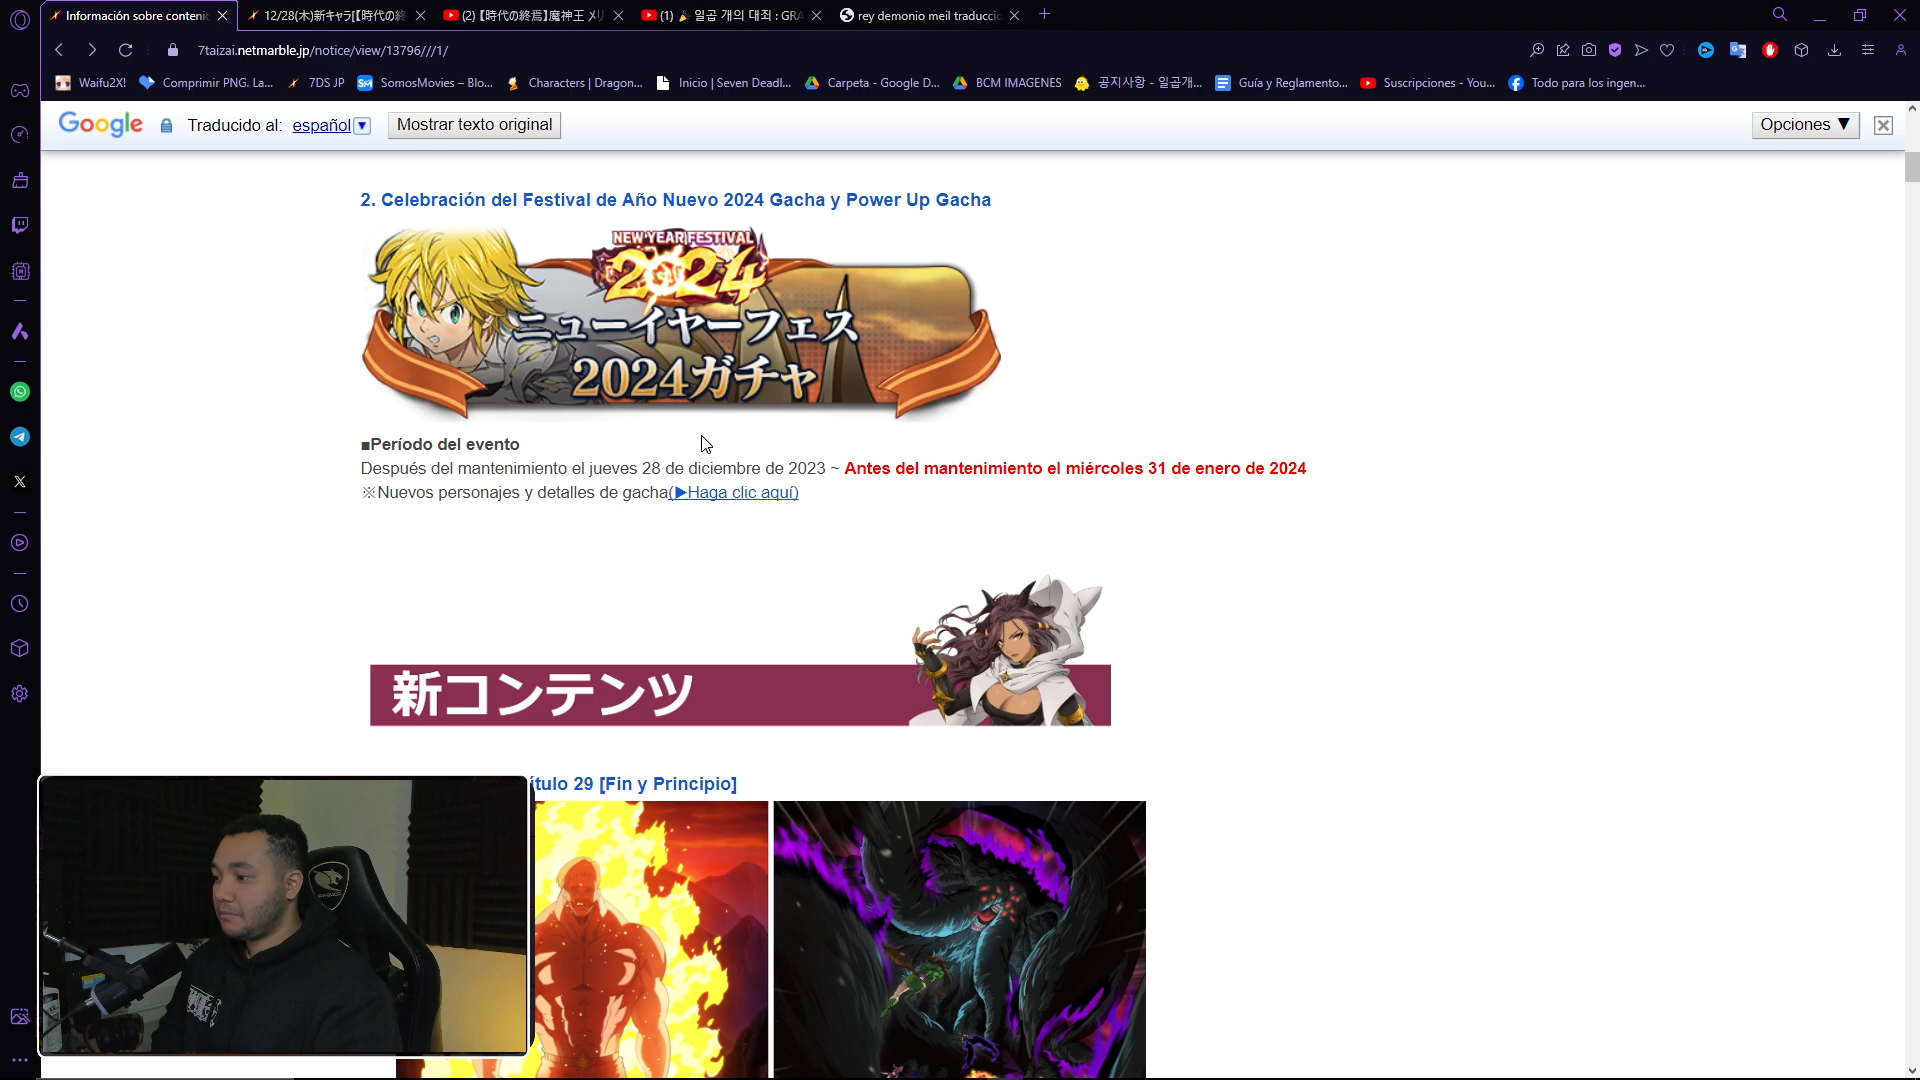 Información sobre conteni
12/28(木)新キャラ[【時代の終
(2)【時代の終焉】魔神王 メリ
(1) 🎉일곱 개의 대죄 : GRA
rey demonio meil traducció
7taizai.netmarble.jp/notice/view/13796///1/
Waifu2X!
Comprimir PNG. La...
7DS JP
SomosMovies – Blo...
Characters | Dragon...
Inicio | Seven Deadl...
Carpeta - Google D...
BCM IMAGENES
공지사항 - 일곱개...
Guía y Reglamento...
Suscripciones - You...
Todo para los ingen...
Google
Traducido al: español▼
Mostrar texto original
Opciones ▼
2. Celebración del Festival de Año Nuevo 2024 Gacha y Power Up Gacha
NEW YEAR FESTIVAL
2024
ニューイヤーフェス
2024ガチャ
■Período del evento
Después del mantenimiento el jueves 28 de diciembre de 2023 ~ Antes del mantenimiento el miércoles 31 de enero de 2024
※Nuevos personajes y detalles de gacha(▶Haga clic aquí)
新コンテンツ
ítulo 29 [Fin y Principio]